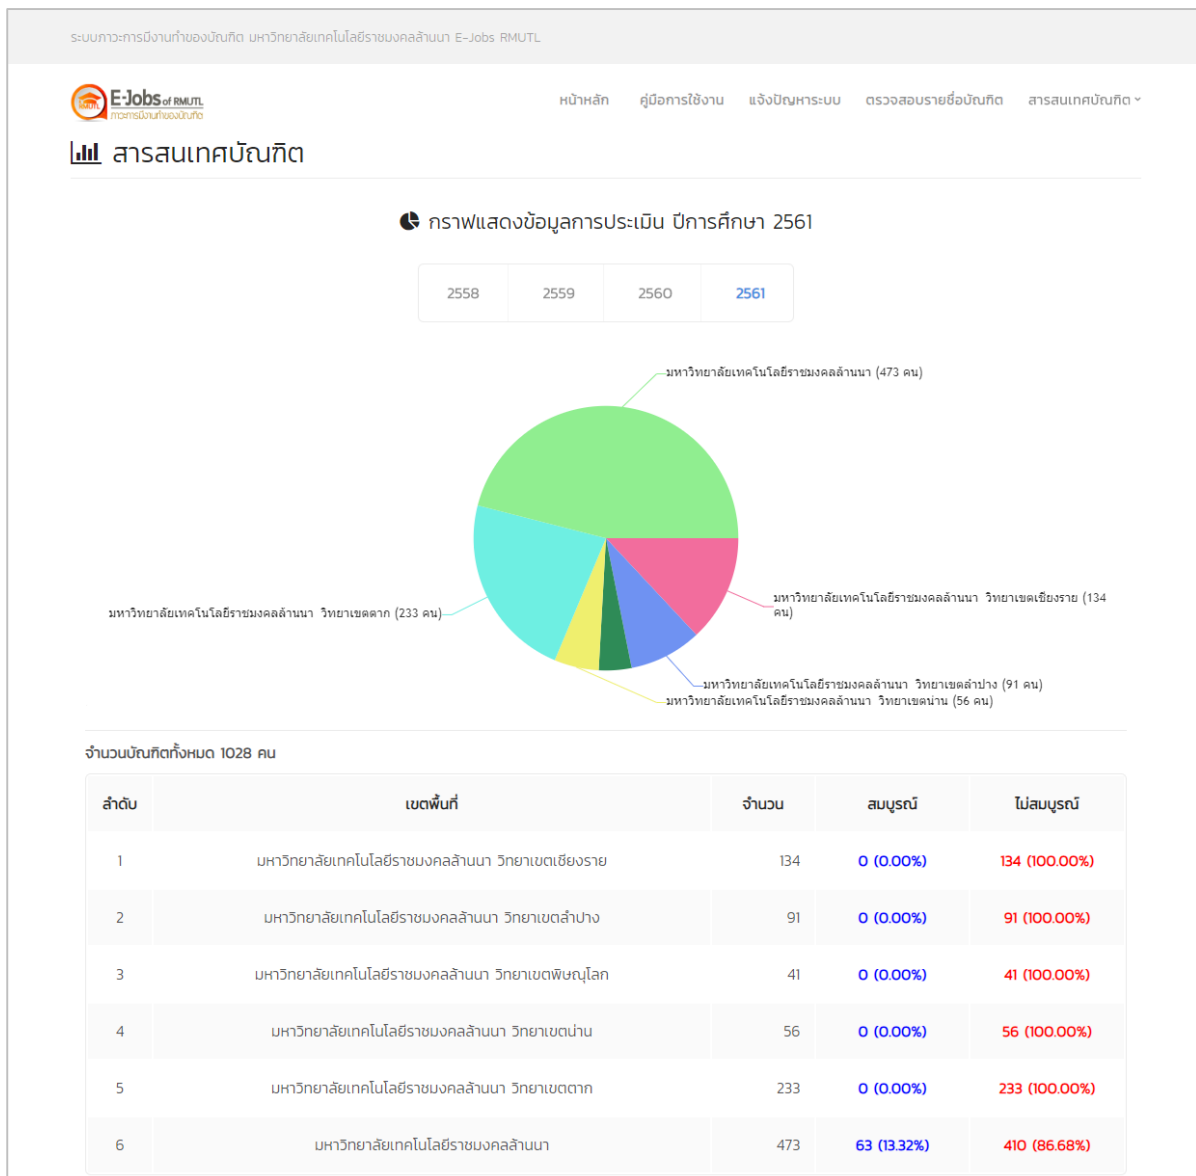 ระบบภาวะการมีงานทำของบัณฑิต มหาวิทยาลัยเทคโนโลยีราชมงคลล้านนา E-Jobs RMUTL
E-Jobs of RMUTL
ภาวะการมีงานทำของบัณฑิต
หน้าหลัก คู่มือการใช้งาน แจ้งปัญหาระบบ ตรวจสอบรายชื่อบัณฑิต สารสนเทศบัณฑิต
สารสนเทศบัณฑิต
กราฟแสดงข้อมูลการประเมิน ปีการศึกษา 2561
2558 2559 2560 2561
มหาวิทยาลัยเทคโนโลยีราชมงคลล้านนา (473 คน)
มหาวิทยาลัยเทคโนโลยีราชมงคลล้านนา วิทยาเขตเชียงราย (134
คน)
มหาวิทยาลัยเทคโนโลยีราชมงคลล้านนา วิทยาเขตตาก (233 คน)
มหาวิทยาลัยเทคโนโลยีราชมงคลล้านนา วิทยาเขตลำปาง (91 คน)
มหาวิทยาลัยเทคโนโลยีราชมงคลล้านนา วิทยาเขตน่าน (56 คน)
จำนวนบัณฑิตทั้งหมด 1028 คน
ลำดับ เขตพื้นที่ จำนวน สมบูรณ์ ไม่สมบูรณ์
1 มหาวิทยาลัยเทคโนโลยีราชมงคลล้านนา วิทยาเขตเชียงราย 134 0 (0.00%) 134 (100.00%)
2 มหาวิทยาลัยเทคโนโลยีราชมงคลล้านนา วิทยาเขตลำปาง 91 0 (0.00%) 91 (100.00%)
3 มหาวิทยาลัยเทคโนโลยีราชมงคลล้านนา วิทยาเขตพิษณุโลก 41 0 (0.00%) 41 (100.00%)
4 มหาวิทยาลัยเทคโนโลยีราชมงคลล้านนา วิทยาเขตน่าน 56 0 (0.00%) 56 (100.00%)
5 มหาวิทยาลัยเทคโนโลยีราชมงคลล้านนา วิทยาเขตตาก 233 0 (0.00%) 233 (100.00%)
6 มหาวิทยาลัยเทคโนโลยีราชมงคลล้านนา 473 63 (13.32%) 410 (86.68%)